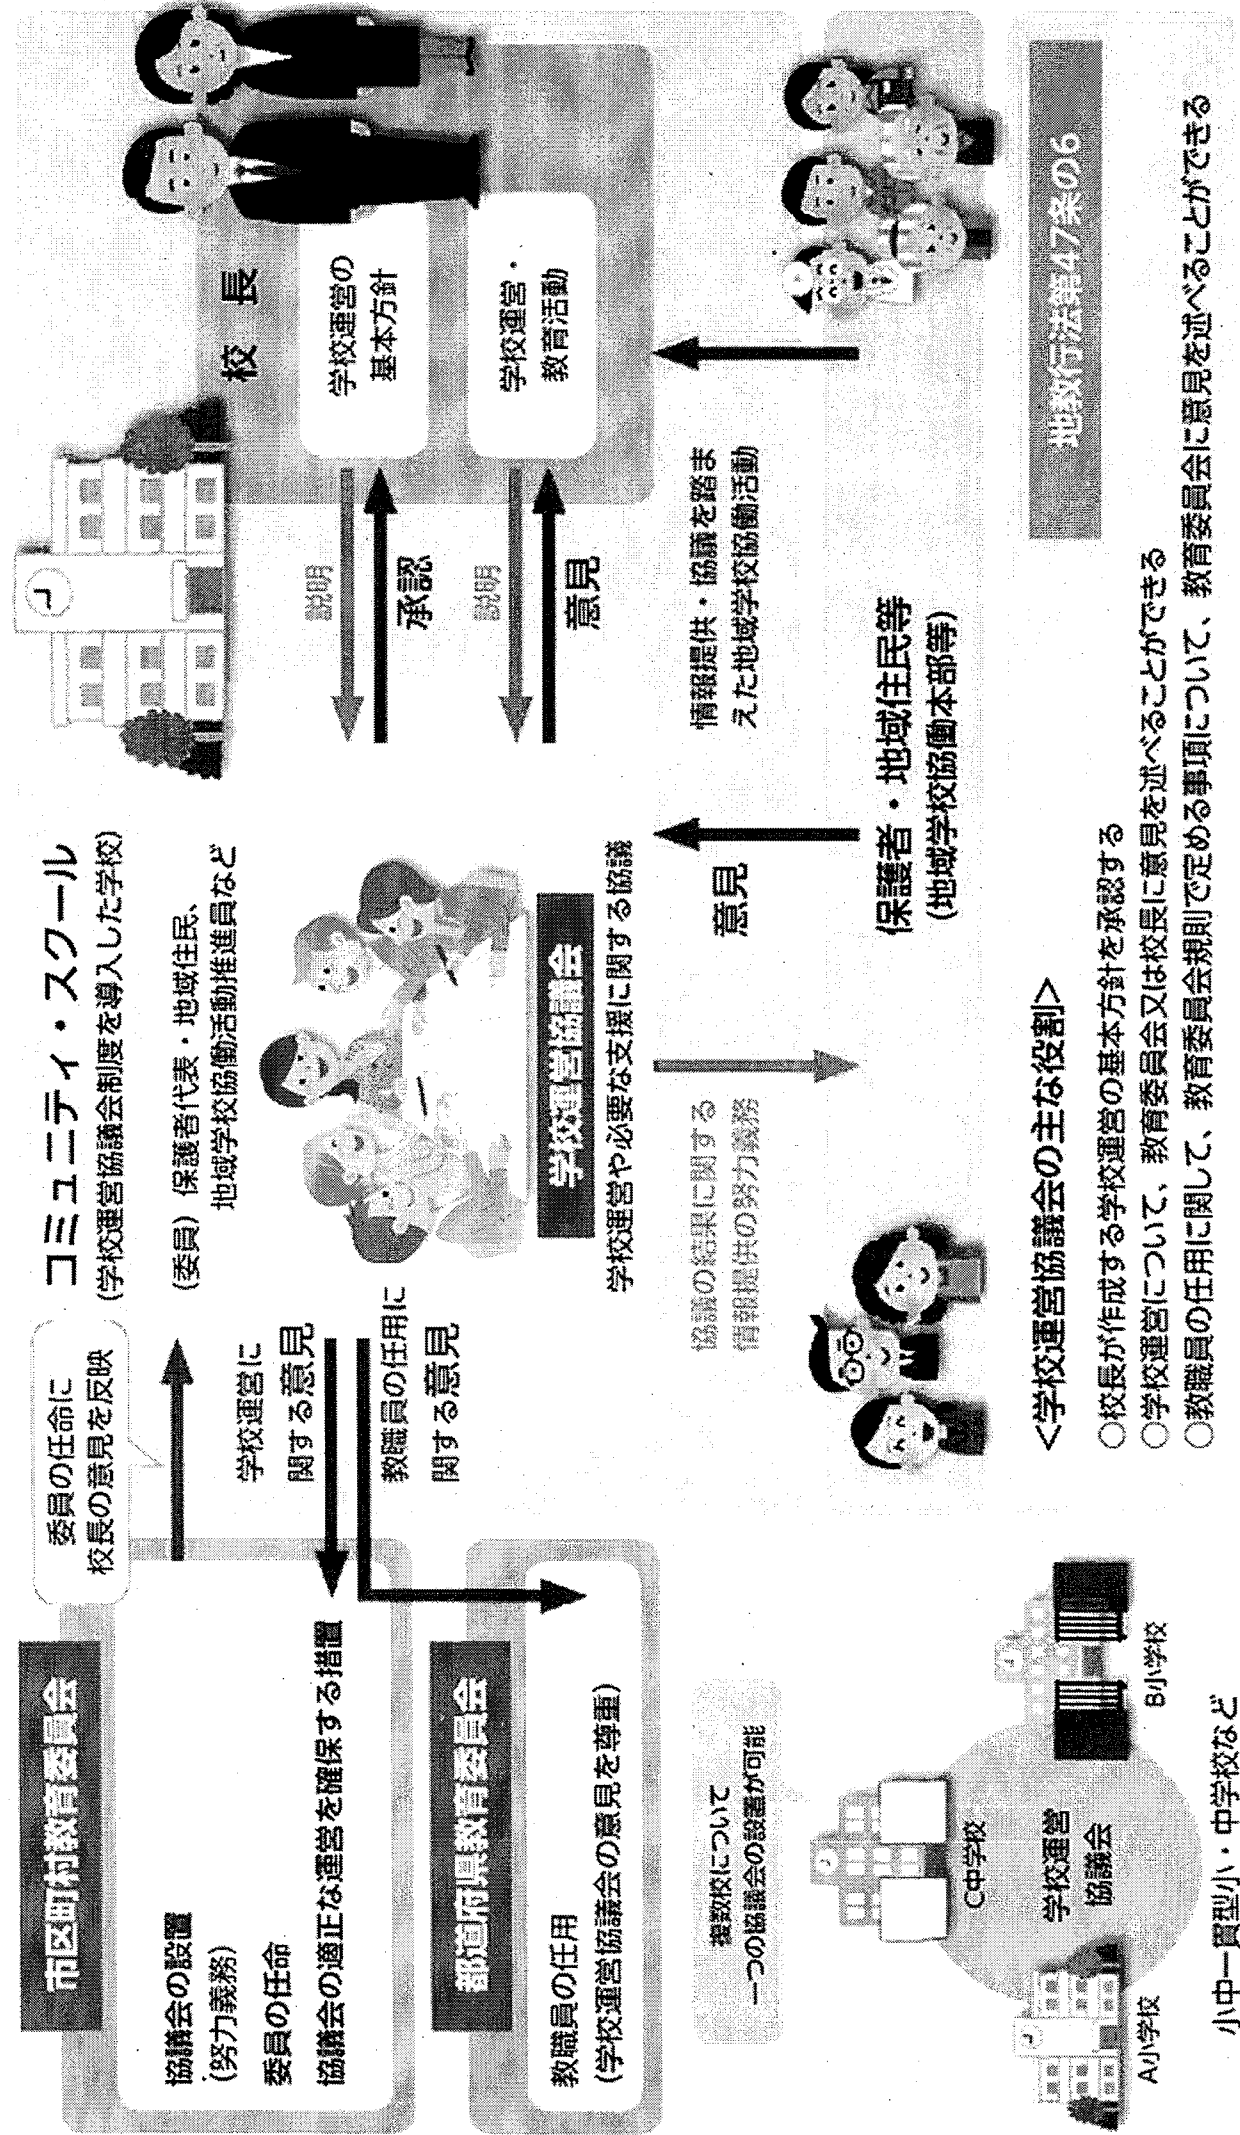 市区町村教育委員会
協議会の設置
(努力義務)
委員の任命
協議会の適正な運営を確保する措置
都道府県教育委員会
教職員の任用
(学校運営協議会の意見を尊重)
委員の任命に
校長の意見を反映
学校運営に
関する意見
教職員の任用に
関する意見
コミュニティ・スクール
(学校運営協議会制度を導入した学校)
(委員) 保護者代表・地域住民、
地域学校協働活動推進員など
学校運営協議会
学校運営や必要な支援に関する協議
説明
承認
説明
意見
校長
学校運営の
基本方針
学校運営・
教育活動
協議の結果に関する
情報提供の努力義務
意見
情報提供・協議を踏ま
えた地域学校協働活動
保護者・地域住民等
(地域学校協働本部等)
複数校について
一つの協議会の設置が可能
C中学校
学校運営
協議会
A小学校
B小学校
小中一貫型小・中学校など
<学校運営協議会の主な役割>
地教行法第47条の6
○校長が作成する学校運営の基本方針を承認する
○学校運営について、教育委員会又は校長に意見を述べることができる
○教職員の任用に関して、教育委員会規則で定める事項について、教育委員会に意見を述べることができる